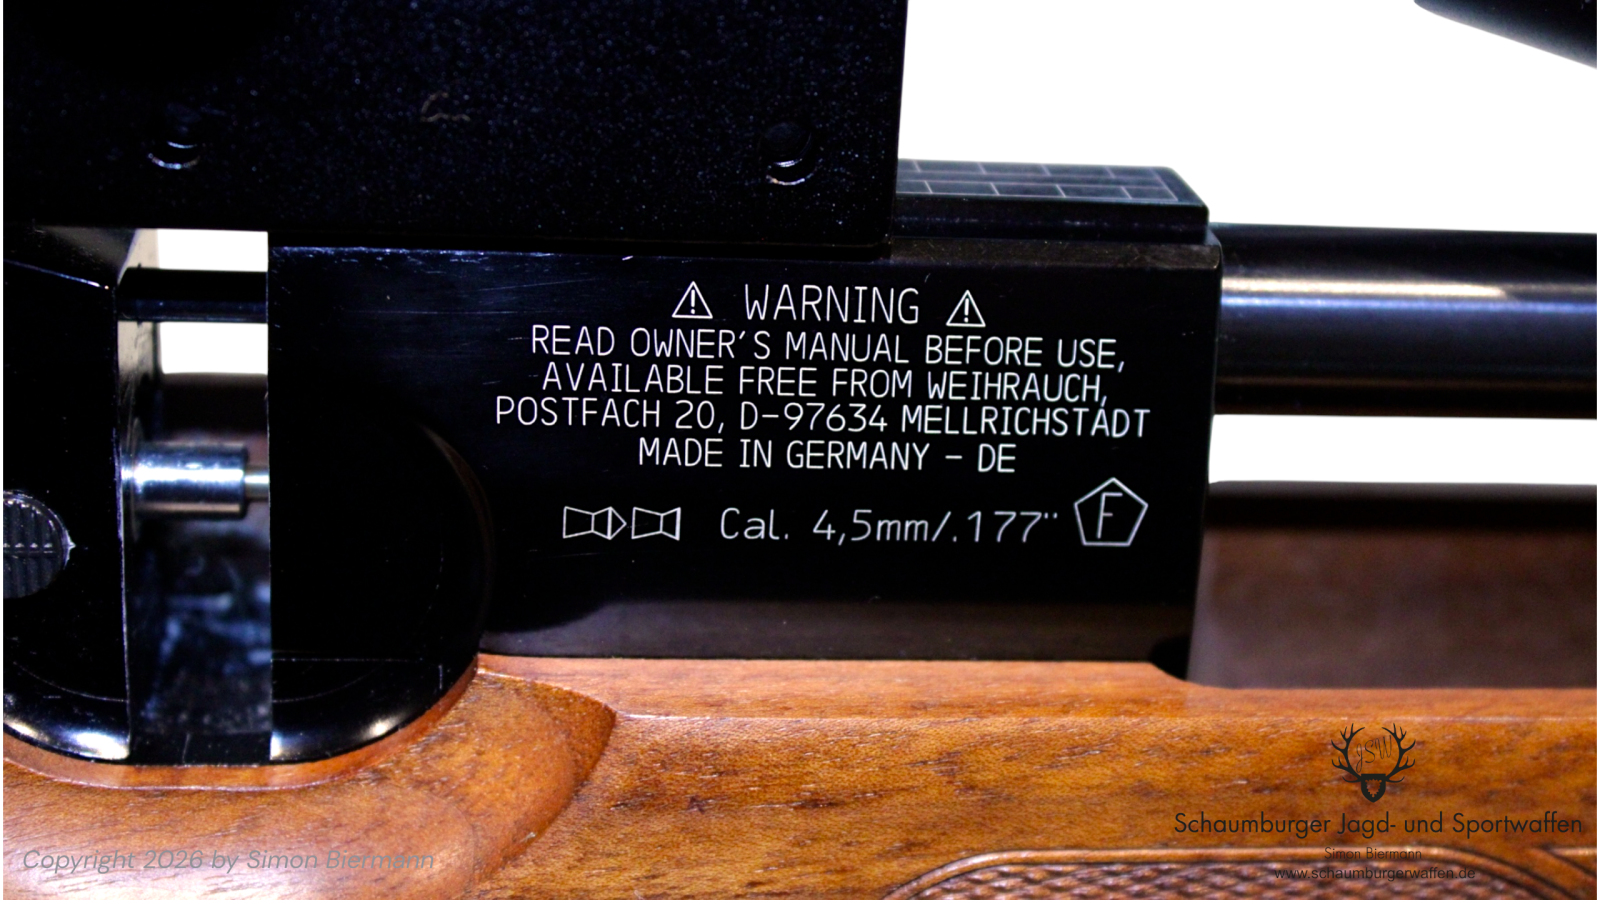 ⚠ WARNING ⚠
READ OWNER'S MANUAL BEFORE USE,
AVAILABLE FREE FROM WEIHRAUCH,
POSTFACH 20, D-97634 MELLRICHSTADT
MADE IN GERMANY - DE
Cal. 4,5mm/.177" F
JSW
Schaumburger Jagd- und Sportwaffen
Simon Biermann
www.schaumburgerwaffen.de
Copyright 2026 by Simon Biermann